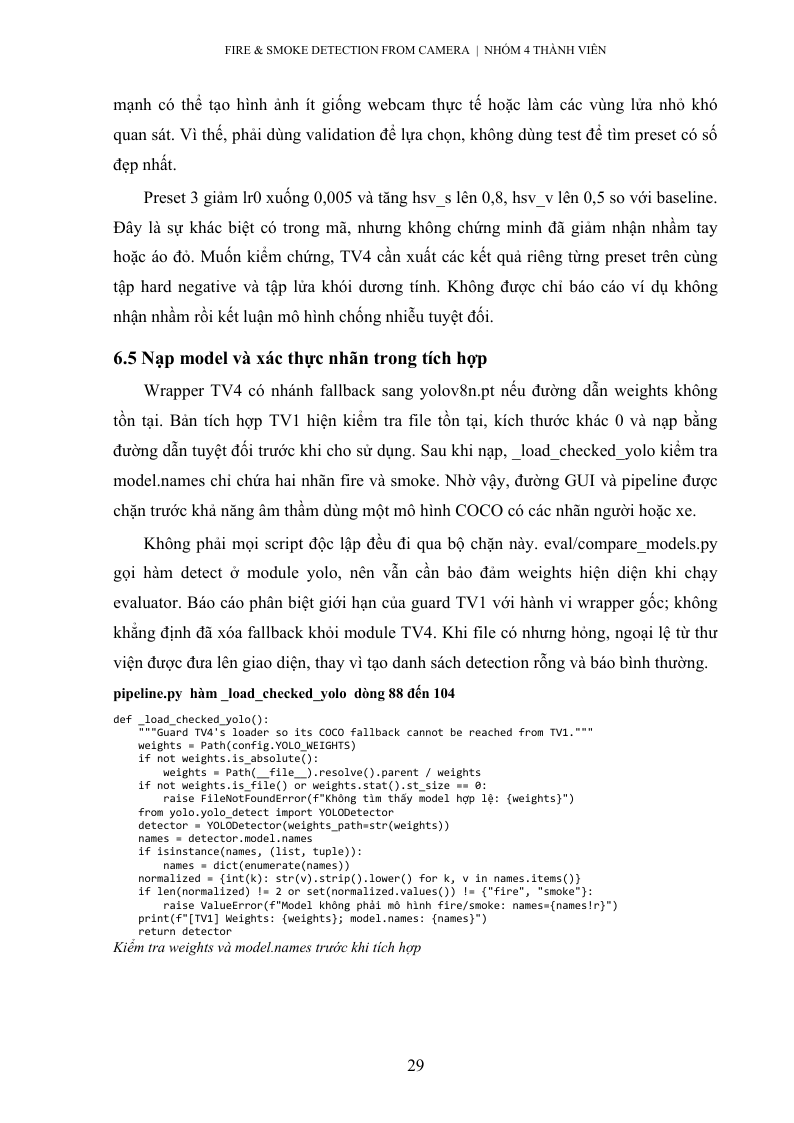 FIRE & SMOKE DETECTION FROM CAMERA | NHÓM 4 THÀNH VIÊN
mạnh có thể tạo hình ảnh ít giống webcam thực tế hoặc làm các vùng lửa nhỏ khó
quan sát. Vì thế, phải dùng validation để lựa chọn, không dùng test để tìm preset có số
đẹp nhất.
Preset 3 giảm lr0 xuống 0,005 và tăng hsv_s lên 0,8, hsv_v lên 0,5 so với baseline.
Đây là sự khác biệt có trong mã, nhưng không chứng minh đã giảm nhận nhầm tay
hoặc áo đỏ. Muốn kiểm chứng, TV4 cần xuất các kết quả riêng từng preset trên cùng
tập hard negative và tập lửa khói dương tính. Không được chỉ báo cáo ví dụ không
nhận nhầm rồi kết luận mô hình chống nhiễu tuyệt đối.
6.5 Nạp model và xác thực nhãn trong tích hợp
Wrapper TV4 có nhánh fallback sang yolov8n.pt nếu đường dẫn weights không
tồn tại. Bản tích hợp TV1 hiện kiểm tra file tồn tại, kích thước khác 0 và nạp bằng
đường dẫn tuyệt đối trước khi cho sử dụng. Sau khi nạp, _load_checked_yolo kiểm tra
model.names chỉ chứa hai nhãn fire và smoke. Nhờ vậy, đường GUI và pipeline được
chặn trước khả năng âm thầm dùng một mô hình COCO có các nhãn người hoặc xe.
Không phải mọi script độc lập đều đi qua bộ chặn này. eval/compare_models.py
gọi hàm detect ở module yolo, nên vẫn cần bảo đảm weights hiện diện khi chạy
evaluator. Báo cáo phân biệt giới hạn của guard TV1 với hành vi wrapper gốc; không
khẳng định đã xóa fallback khỏi module TV4. Khi file có nhưng hỏng, ngoại lệ từ thư
viện được đưa lên giao diện, thay vì tạo danh sách detection rỗng và báo bình thường.
pipeline.py hàm _load_checked_yolo dòng 88 đến 104
def _load_checked_yolo():
    """Guard TV4's loader so its COCO fallback cannot be reached from TV1."""
    weights = Path(config.YOLO_WEIGHTS)
    if not weights.is_absolute():
        weights = Path(__file__).resolve().parent / weights
    if not weights.is_file() or weights.stat().st_size == 0:
        raise FileNotFoundError(f"Không tìm thấy model hợp lệ: {weights}")
    from yolo.yolo_detect import YOLODetector
    detector = YOLODetector(weights_path=str(weights))
    names = detector.model.names
    if isinstance(names, (list, tuple)):
        names = dict(enumerate(names))
    normalized = {int(k): str(v).strip().lower() for k, v in names.items()}
    if len(normalized) != 2 or set(normalized.values()) != {"fire", "smoke"}:
        raise ValueError(f"Model không phải mô hình fire/smoke: names={names!r}")
    print(f"[TV1] Weights: {weights}; model.names: {names}")
    return detector
Kiểm tra weights và model.names trước khi tích hợp
29